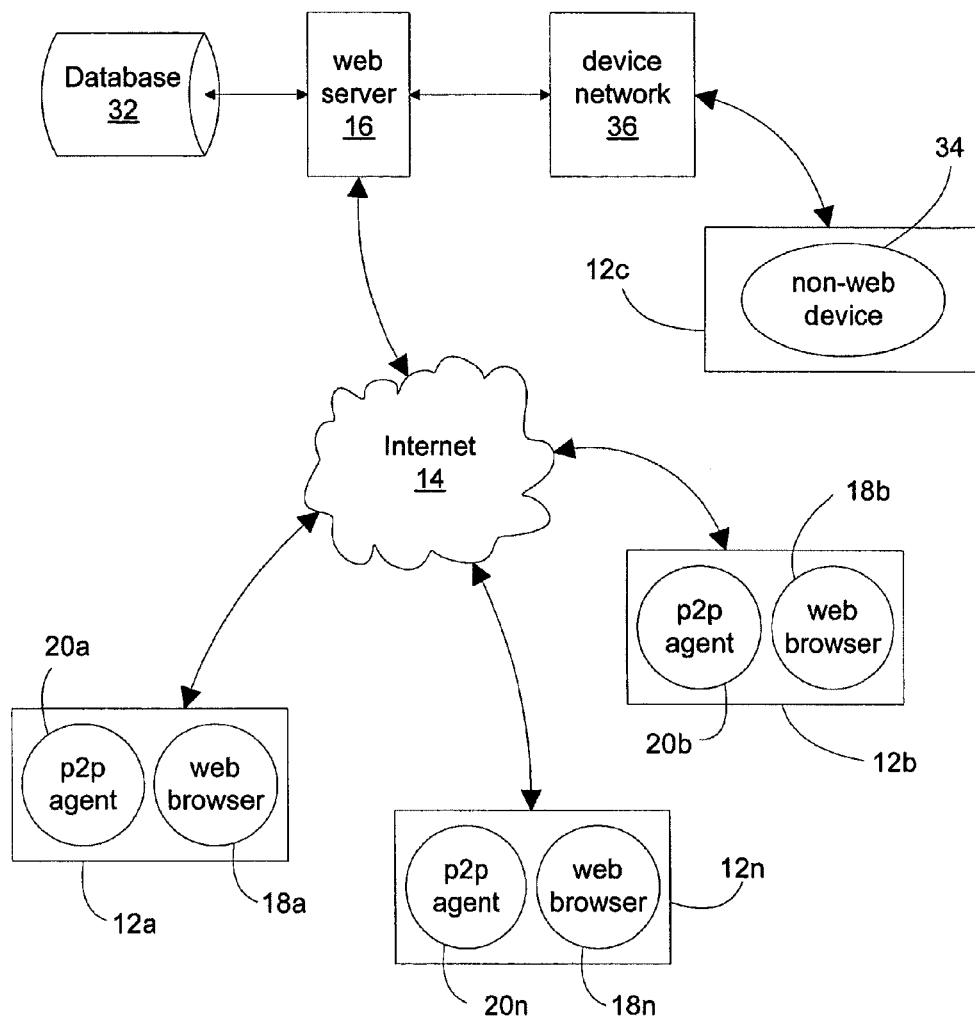 Database
32
web
server
16
device
network
36
34
12c
non-web
device
Internet
14
18b
p2p
agent
web
browser
20b
12b
20a
p2p
agent
web
browser
18a
12a
p2p
agent
web
browser
12n
20n
18n